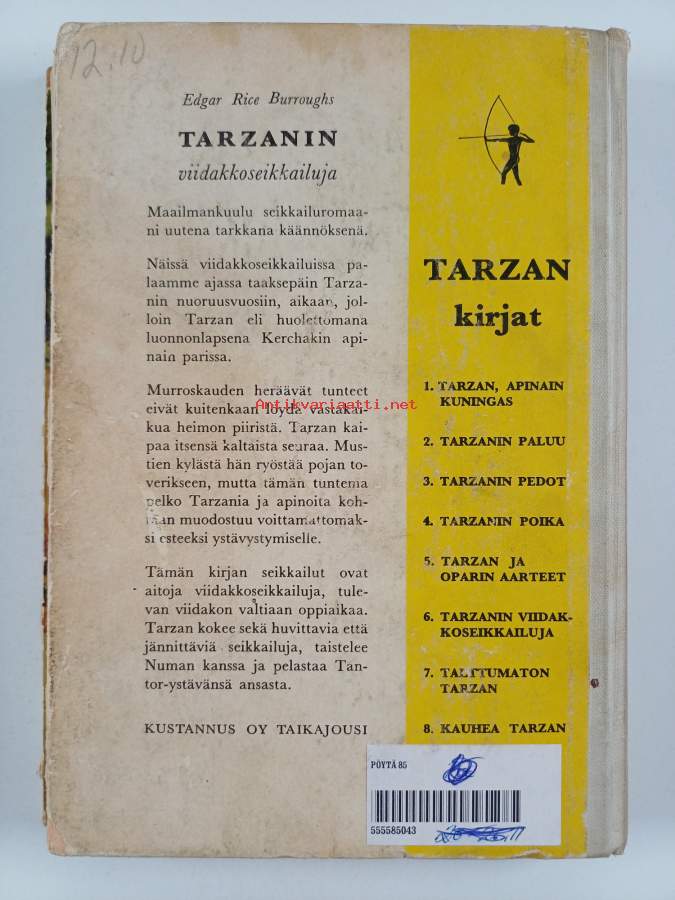 12.10
Edgar Rice Burroughs
TARZANIN
viidakkoseikkailuja
Maailmankuulu seikkailuromaa-
ni uutena tarkkana käännöksenä.
Näissä viidakkoseikkailuissa pa-
laamme ajassa taaksepäin Tarza-
nin nuoruusvuosiin, aikaan, jol-
loin Tarzan eli huolettomana
luonnonlapsena Kerchakin api-
nain parissa.
Murroskauden heräävät tunteet
eivät kuitenkaan löydä vastakai-
kua heimon piiristä. Tarzan kai-
paa itsensä kaltaista seuraa. Mus-
tien kylästä hän ryöstää pojan to-
verikseen, mutta tämän tuntema
pelko Tarzania ja apinoita koh-
taan muodostuu voittamattomak-
si esteeksi ystävystymiselle.
Tämän kirjan seikkailut ovat
aitoja viidakkoseikkailuja, tule-
van viidakon valtiaan oppiaikaa.
Tarzan kokee sekä huvittavia että
jännittäviä seikkailuja, taistelee
Numan kanssa ja pelastaa Tan-
tor-ystävänsä ansasta.
KUSTANNUS OY TAIKAJOUSI
Antikvariaatti.net
TARZAN
kirjat
1. TARZAN, APINAIN
KUNINGAS
2. TARZANIN PALUU
3. TARZANIN PEDOT
4. TARZANIN POIKA
5. TARZAN JA
OPARIN AARTEET
6. TARZANIN VIIDAK-
KOSEIKKAILUJA
7. TALTTUMATON
TARZAN
8. KAUHEA TARZAN
PÖYTÄ 85
555585043